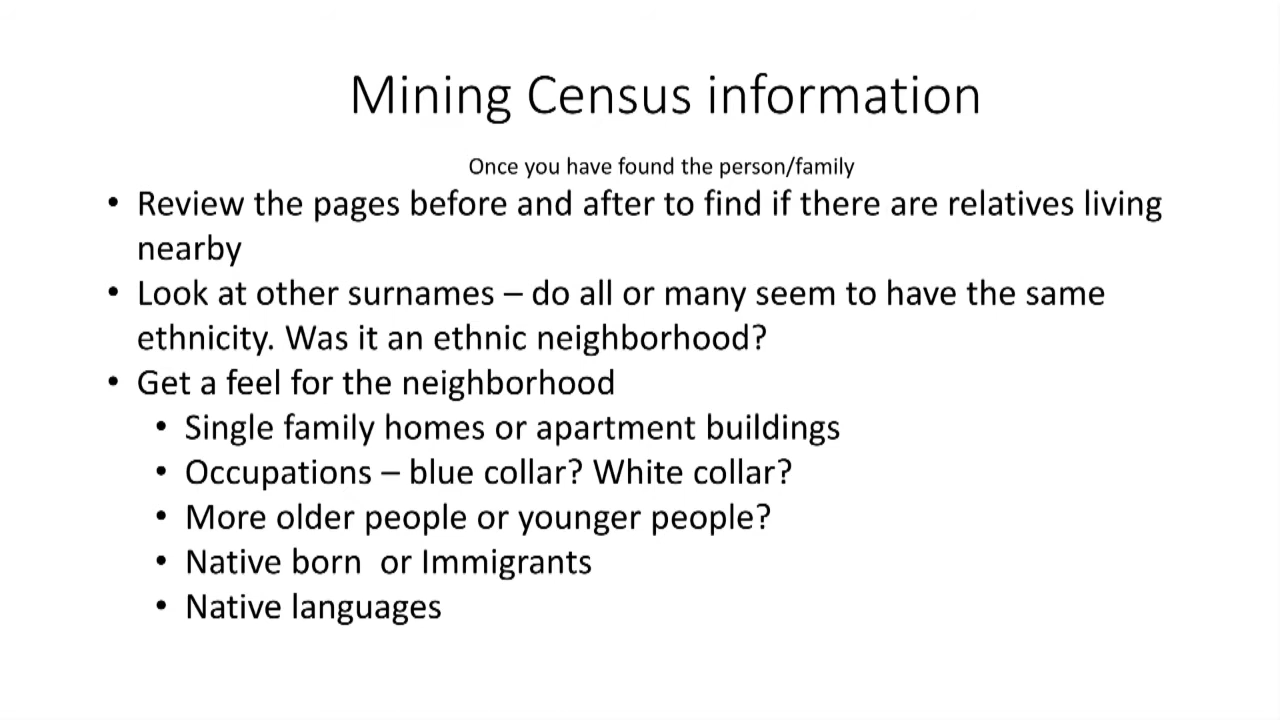 Mining Census information
Once you have found the person/family
• Review the pages before and after to find if there are relatives living
nearby
• Look at other surnames – do all or many seem to have the same
ethnicity. Was it an ethnic neighborhood?
• Get a feel for the neighborhood
• Single family homes or apartment buildings
• Occupations – blue collar? White collar?
• More older people or younger people?
• Native born  or Immigrants
• Native languages